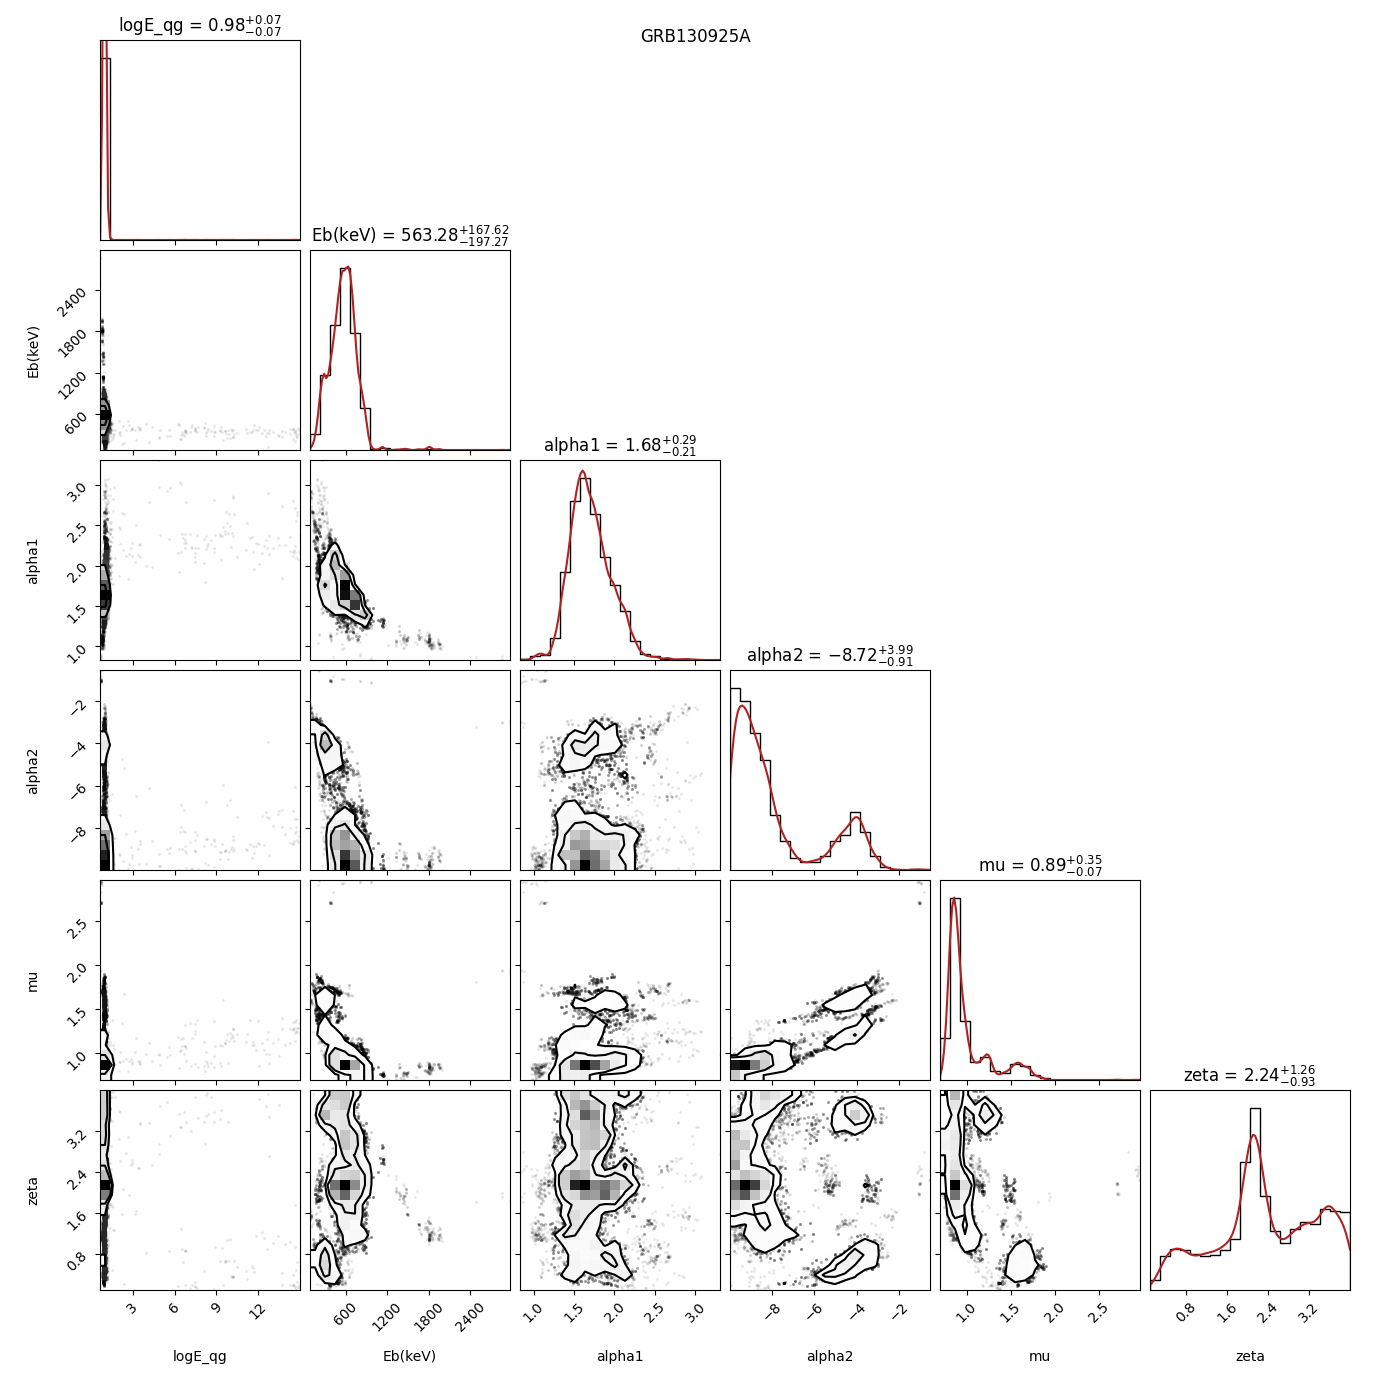 GRB130925A
logE_qg = 0.98+0.07 −0.07
Eb(keV) = 563.28+167.62 −197.27
Eb(keV)
2400
1800
1200
600
alpha1 = 1.68+0.29 −0.21
alpha1
3.0
2.5
2.0
1.5
1.0
alpha2 = −8.72+3.99 −0.91
alpha2
−2
−4
−6
−8
mu = 0.89+0.35 −0.07
mu
2.5
2.0
1.5
1.0
zeta = 2.24+1.26 −0.93
zeta
3.2
2.4
1.6
0.8
3 6 9 12
600 1200 1800 2400
1.0 1.5 2.0 2.5 3.0
−8 −6 −4 −2
1.0 1.5 2.0 2.5
0.8 1.6 2.4 3.2
logE_qg Eb(keV) alpha1 alpha2 mu zeta